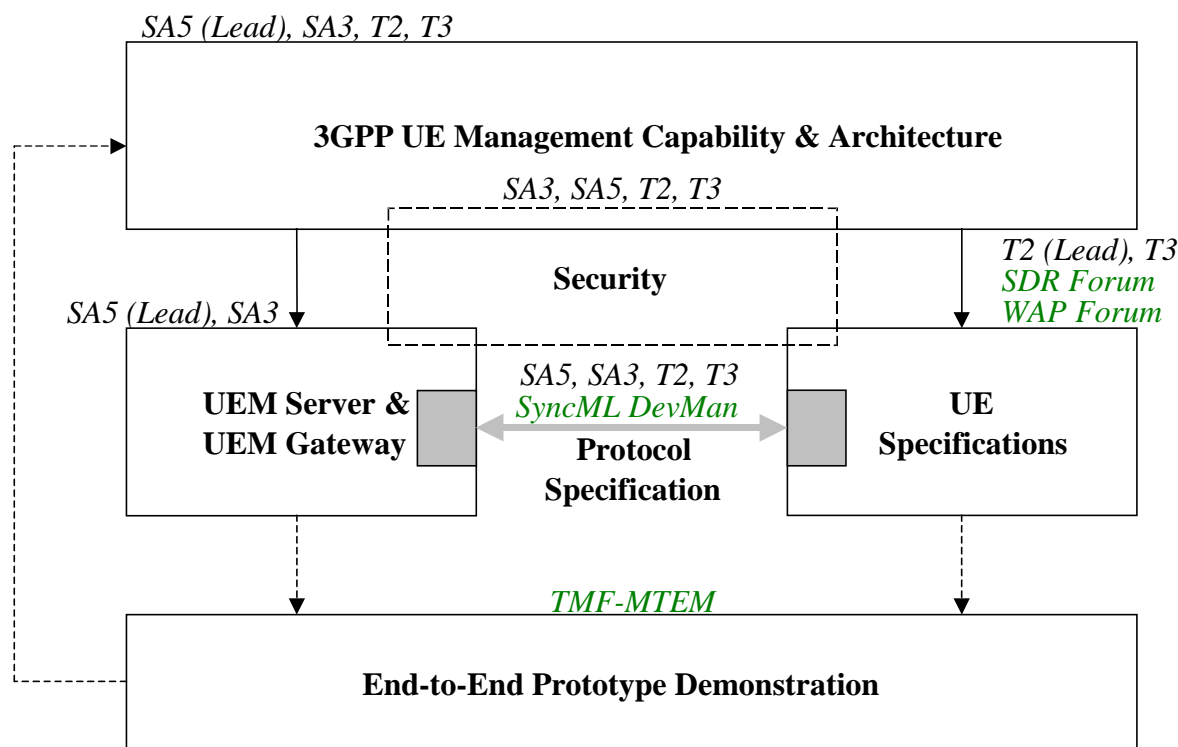 SA5 (Lead), SA3, T2, T3
3GPP UE Management Capability & Architecture
SA3, SA5, T2, T3
Security
T2 (Lead), T3
SDR Forum
WAP Forum
SA5 (Lead), SA3
UEM Server &
UEM Gateway
SA5, SA3, T2, T3
SyncML DevMan
Protocol
Specification
UE
Specifications
TMF-MTEM
End-to-End Prototype Demonstration